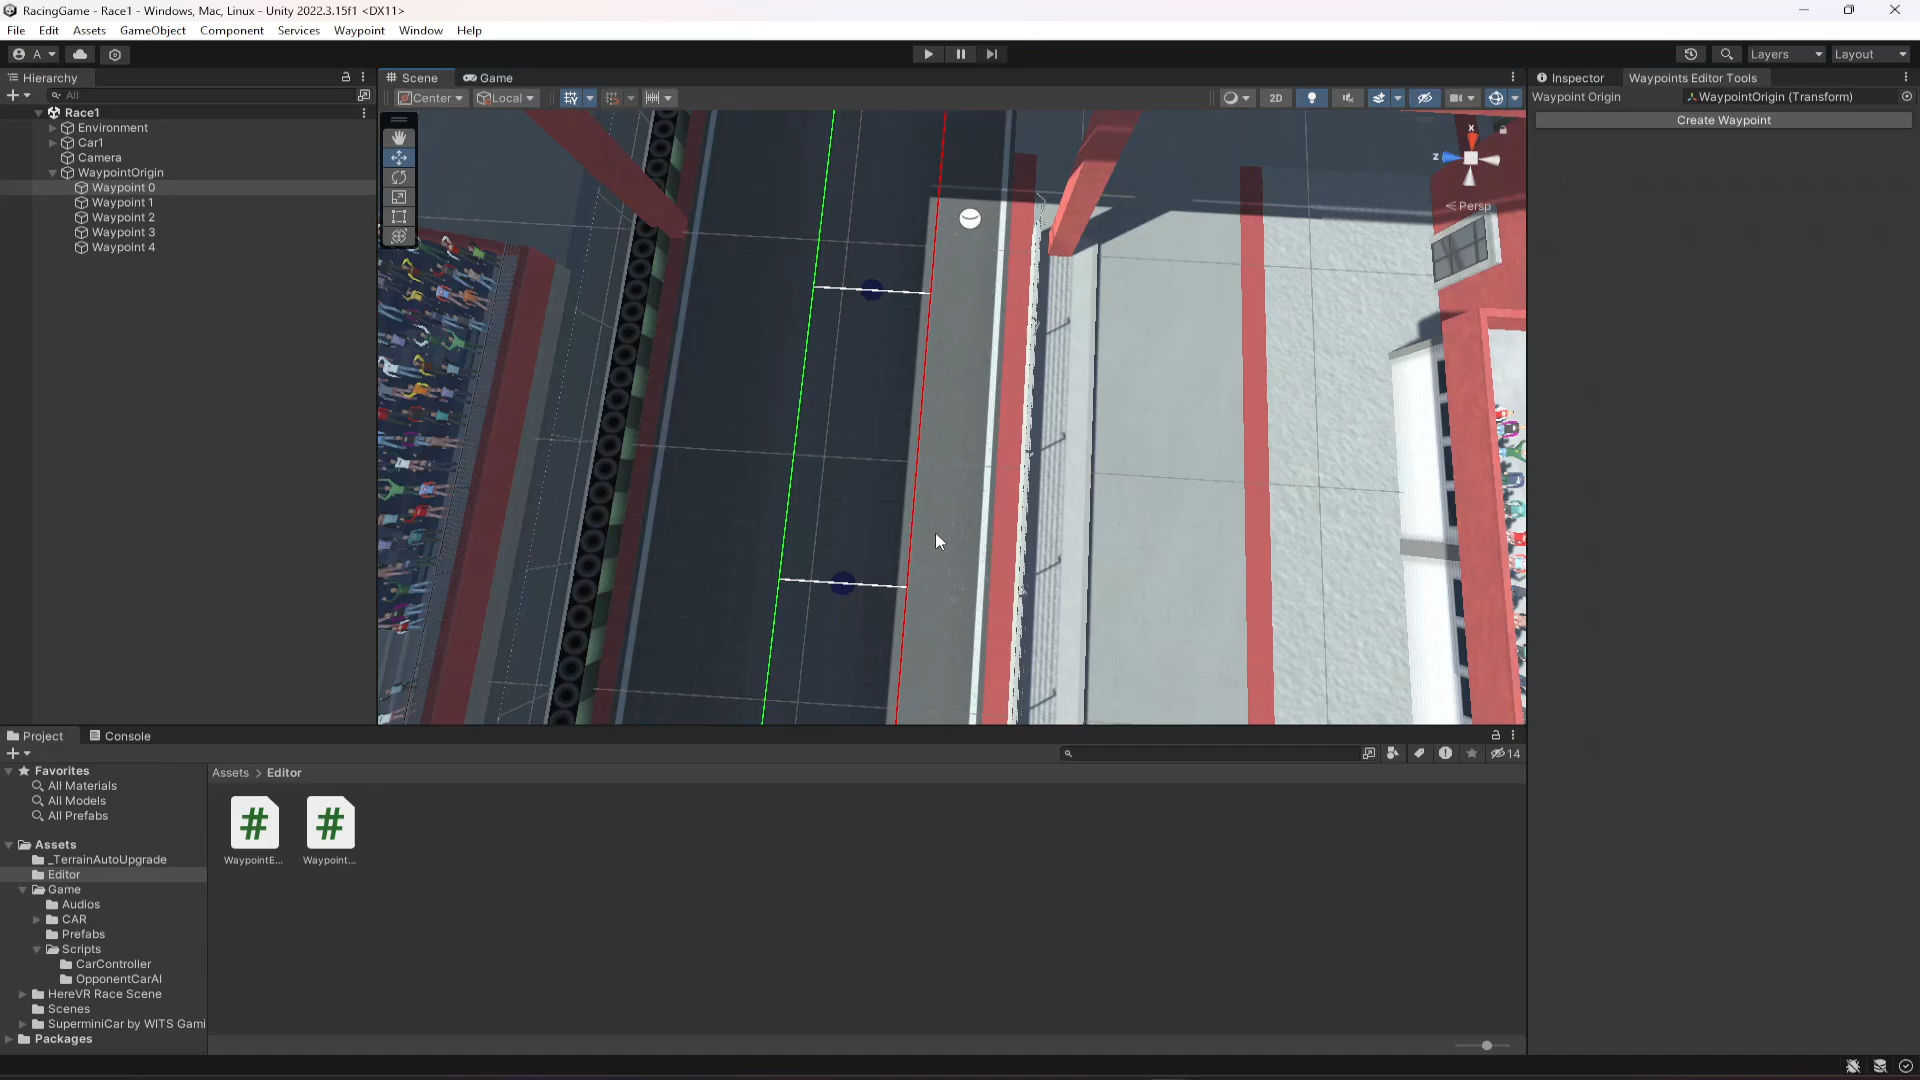 RacingGame - Race1 - Windows, Mac, Linux - Unity 2022.3.15f1 <DX11>
File Edit Assets GameObject Component Services Waypoint Window Help
A Layers Layout
Hierarchy
All
Race1
Environment
Car1
Camera
WaypointOrigin
Waypoint 0
Waypoint 1
Waypoint 2
Waypoint 3
Waypoint 4
Scene Game
Center Local 2D
x
z
Persp
Inspector Waypoints Editor Tools
Waypoint Origin WaypointOrigin (Transform)
Create Waypoint
Project Console
14
Favorites
All Materials
All Models
All Prefabs
Assets
_TerrainAutoUpgrade
Editor
Game
Audios
CAR
Prefabs
Scripts
CarController
OpponentCarAI
HereVR Race Scene
Scenes
SuperminiCar by WITS Gami
Packages
Assets > Editor
# #
WaypointE... Waypoint...